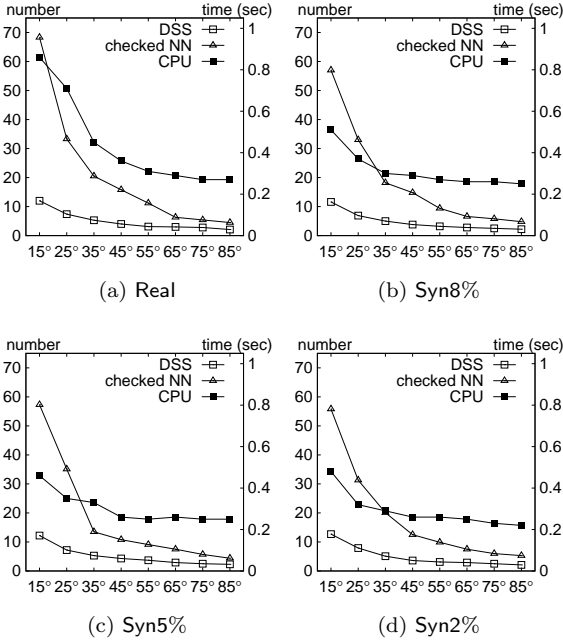 number time (sec)
70
60
50
40
30
20
10
0
1
0.8
0.6
0.4
0.2
0
DSS
checked NN
CPU
15° 25° 35° 45° 55° 65° 75° 85°
(a) Real
number time (sec)
70
60
50
40
30
20
10
0
1
0.8
0.6
0.4
0.2
0
DSS
checked NN
CPU
15° 25° 35° 45° 55° 65° 75° 85°
(b) Syn8%
number time (sec)
70
60
50
40
30
20
10
0
1
0.8
0.6
0.4
0.2
0
DSS
checked NN
CPU
15° 25° 35° 45° 55° 65° 75° 85°
(c) Syn5%
number time (sec)
70
60
50
40
30
20
10
0
1
0.8
0.6
0.4
0.2
0
DSS
checked NN
CPU
15° 25° 35° 45° 55° 65° 75° 85°
(d) Syn2%